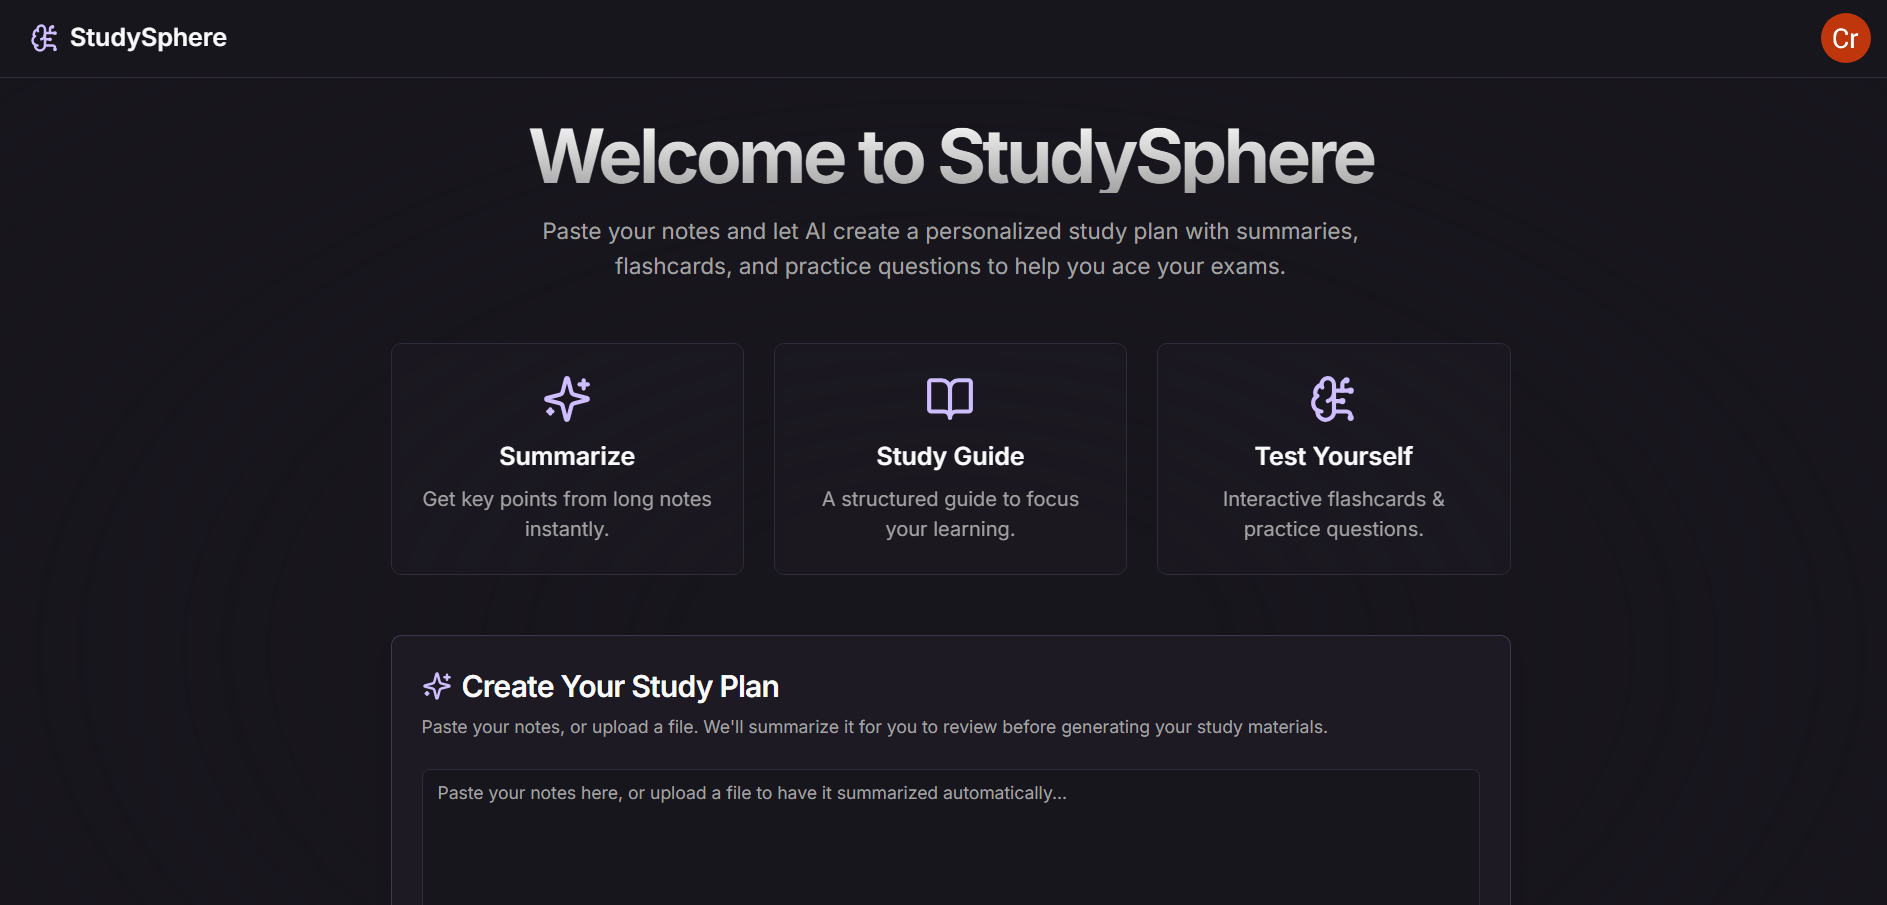 StudySphere
Cr
Welcome to StudySphere
Paste your notes and let AI create a personalized study plan with summaries,
flashcards, and practice questions to help you ace your exams.
Summarize
Get key points from long notes
instantly.
Study Guide
A structured guide to focus
your learning.
Test Yourself
Interactive flashcards &
practice questions.
Create Your Study Plan
Paste your notes, or upload a file. We'll summarize it for you to review before generating your study materials.
Paste your notes here, or upload a file to have it summarized automatically...